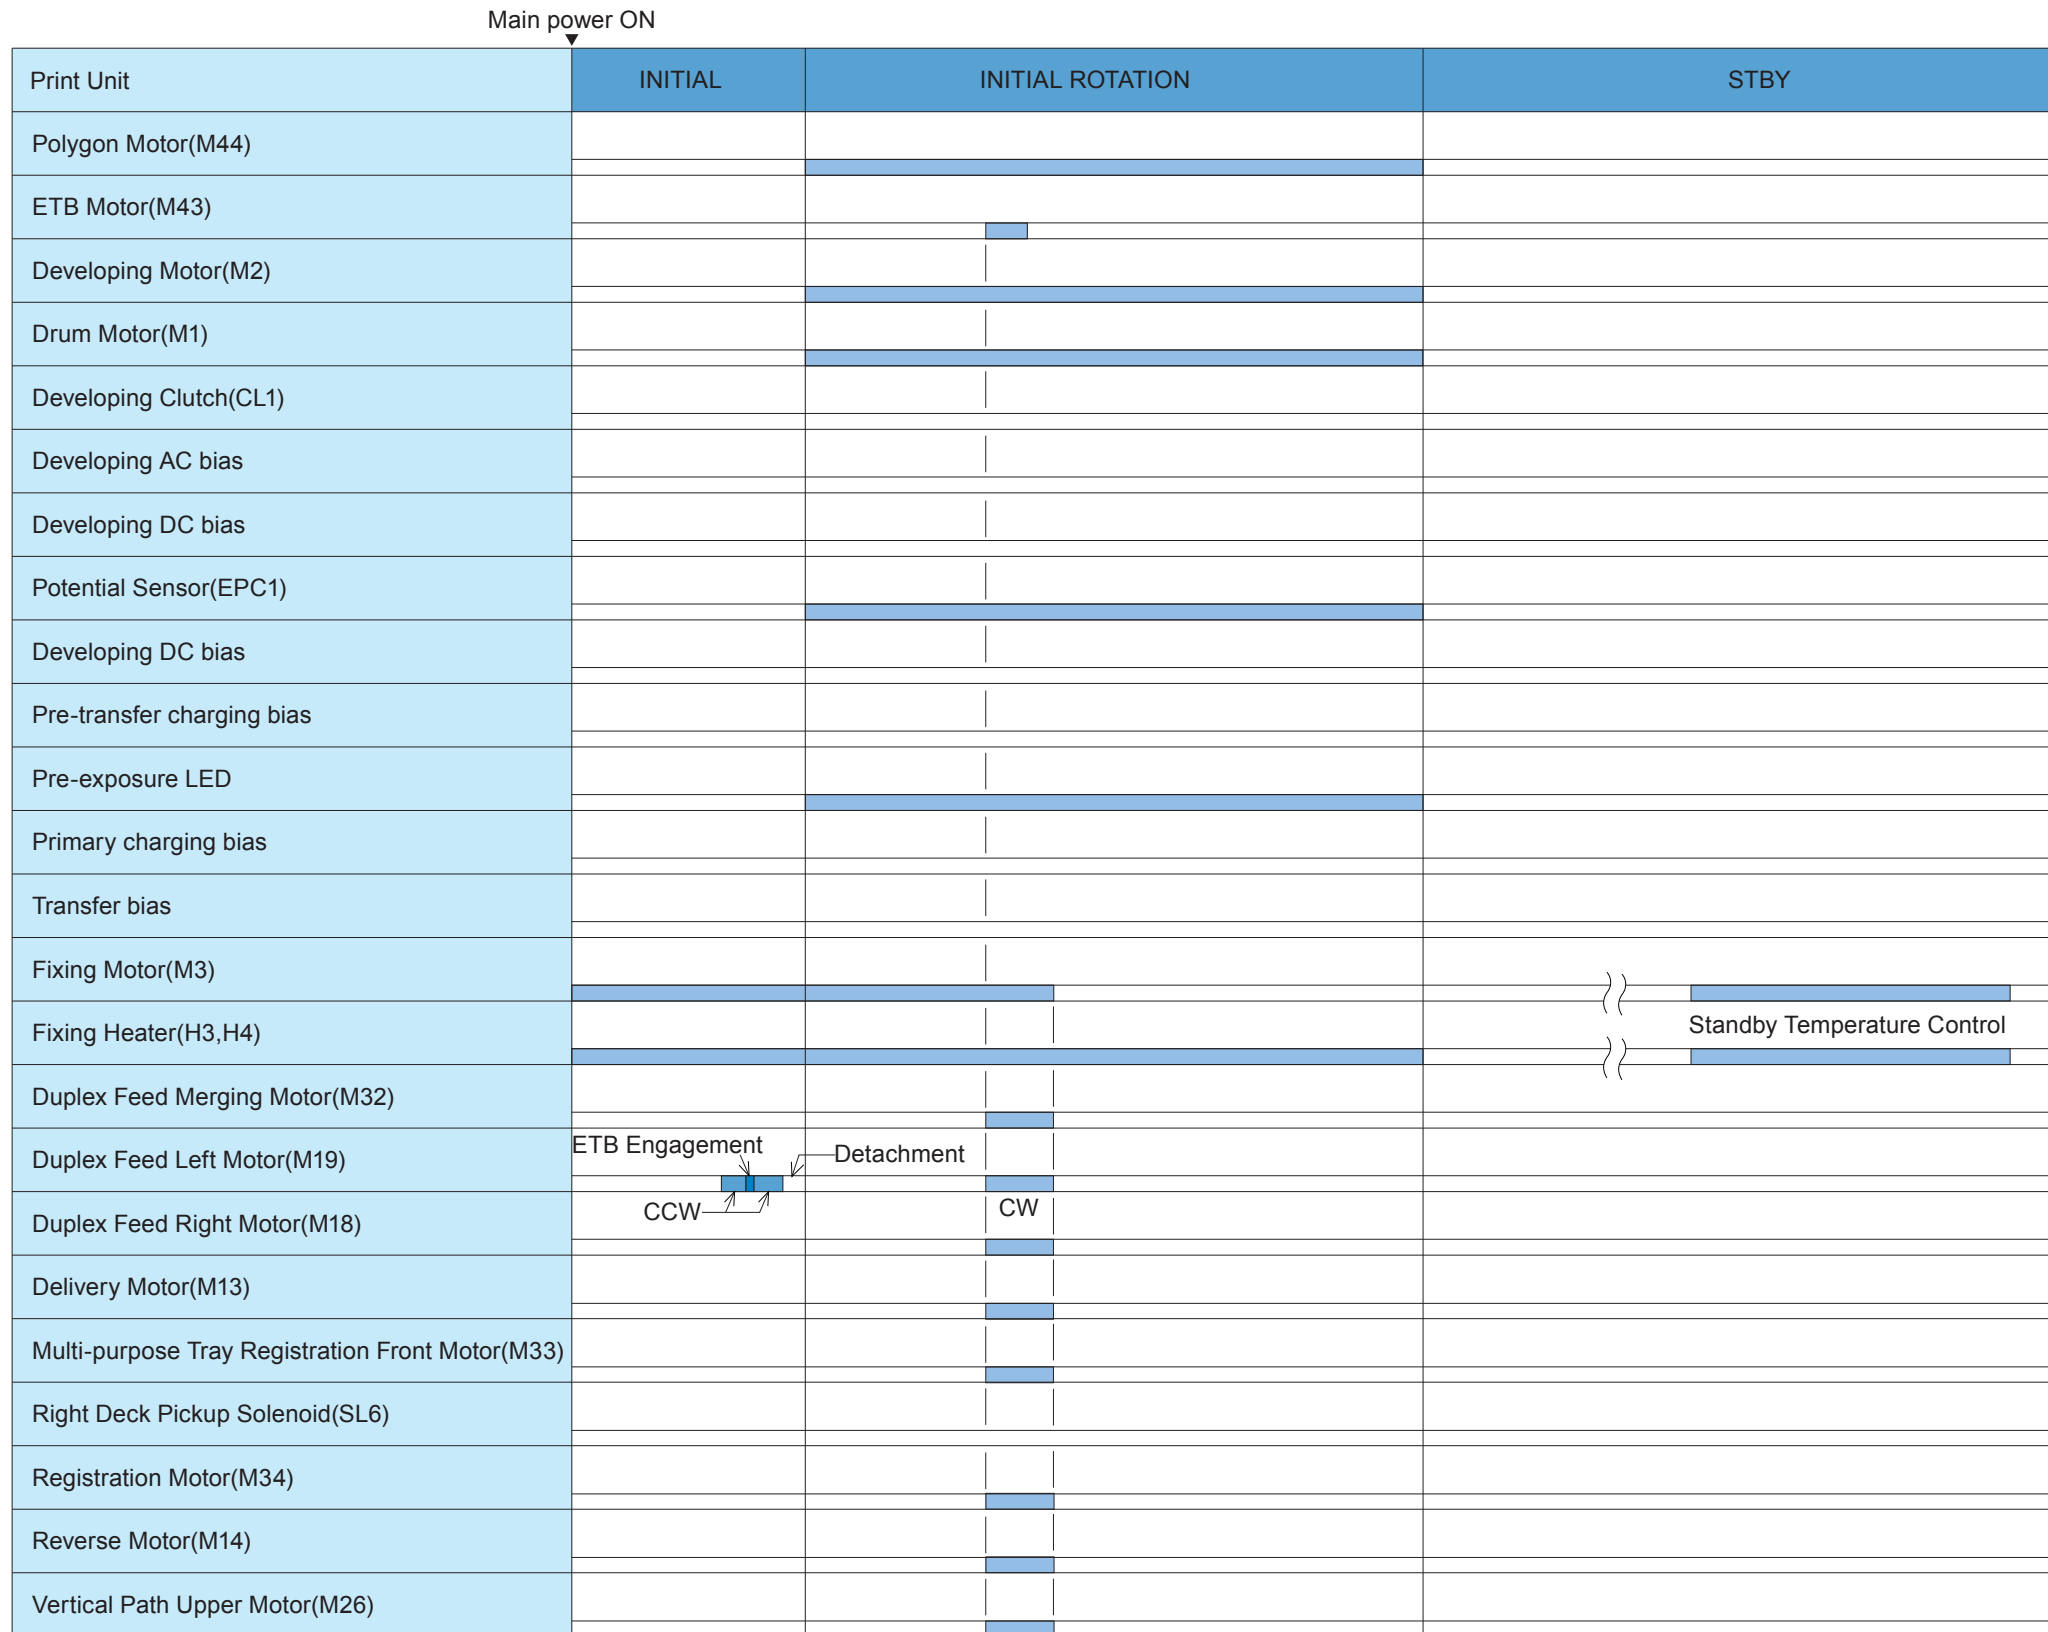 Main power ON
Print Unit INITIAL INITIAL ROTATION STBY
Polygon Motor(M44)
ETB Motor(M43)
Developing Motor(M2)
Drum Motor(M1)
Developing Clutch(CL1)
Developing AC bias
Developing DC bias
Potential Sensor(EPC1)
Developing DC bias
Pre-transfer charging bias
Pre-exposure LED
Primary charging bias
Transfer bias
Fixing Motor(M3)
Fixing Heater(H3,H4) Standby Temperature Control
Duplex Feed Merging Motor(M32)
ETB Engagement
Duplex Feed Left Motor(M19) Detachment
CCW CW
Duplex Feed Right Motor(M18)
Delivery Motor(M13)
Multi-purpose Tray Registration Front Motor(M33)
Right Deck Pickup Solenoid(SL6)
Registration Motor(M34)
Reverse Motor(M14)
Vertical Path Upper Motor(M26)